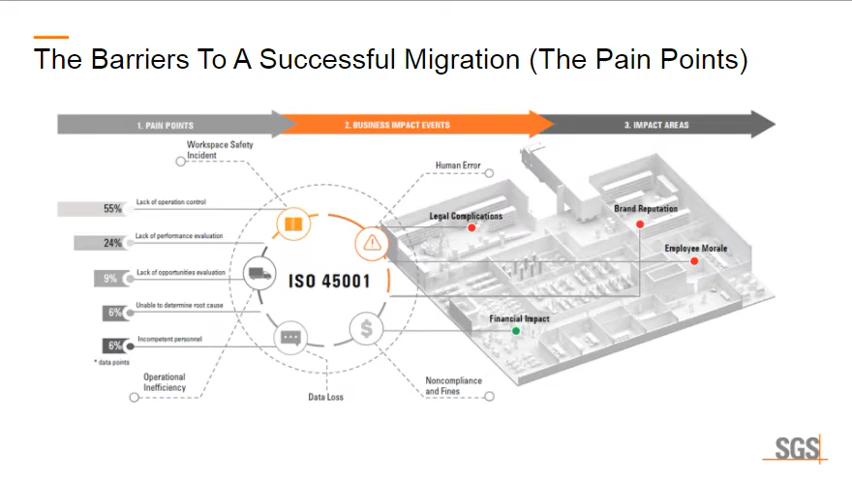 The Barriers To A Successful Migration (The Pain Points)
1. PAIN POINTS
2. BUSINESS IMPACT EVENTS
3. IMPACT AREAS
Workspace Safety
Incident
Human Error
55%
Lack of operation control
24%
Lack of performance evaluation
9%
Lack of opportunities evaluation
6%
Unable to determine root cause
6%
Incompetent personnel
* data points
ISO 45001
$
Legal Complications
Brand Reputation
Employee Morale
Financial Impact
Operational
Inefficiency
Data Loss
Noncompliance
and Fines
SGS